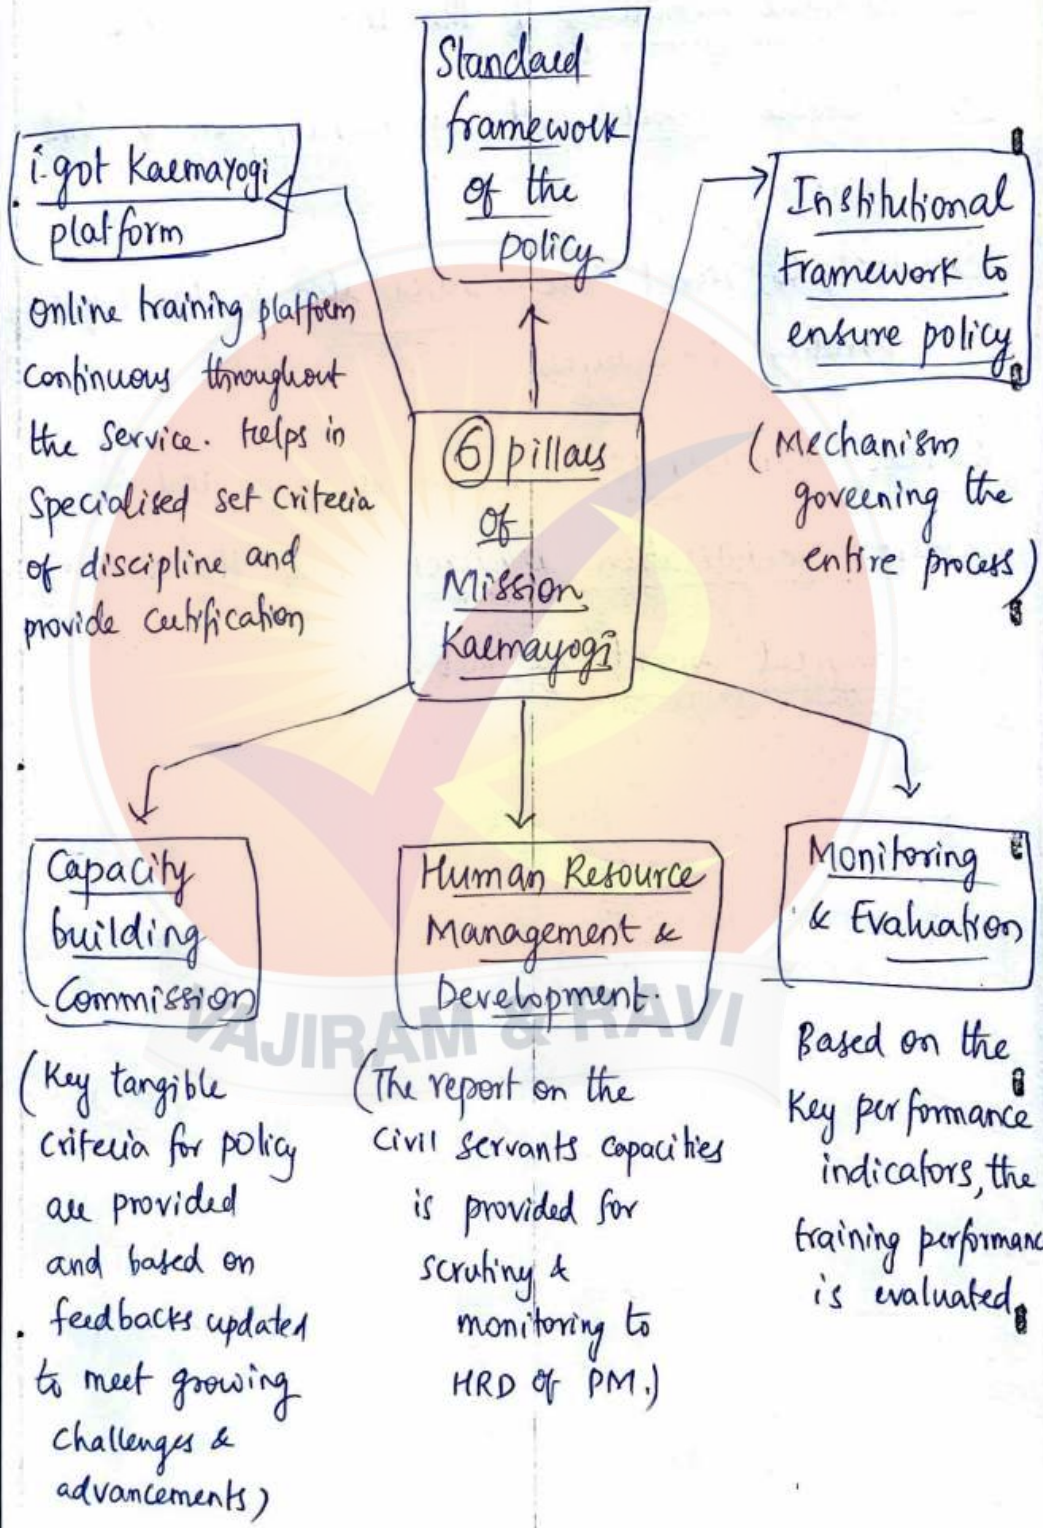 Standard
framework
of the
policy
i-got Karmayogi
platform
Online training platform
continuous throughout
the service. Helps in
specialised set criteria
of discipline and
provide certification
Institutional
Framework to
ensure policy
(Mechanism
governing the
entire process)
6 pillars
of
Mission
Karmayogi
Capacity
building
Commission
(Key tangible
criteria for policy
are provided
and based on
feedbacks updated
to meet growing
challenges &
advancements)
Human Resource
Management &
Development.
(The report on the
Civil servants capacities
is provided for
scrutiny &
monitoring to
HRD of PM.)
Monitoring
& Evaluation
Based on the
Key performance
indicators, the
training performanc
is evaluated.
VAJIRAM & RAVI